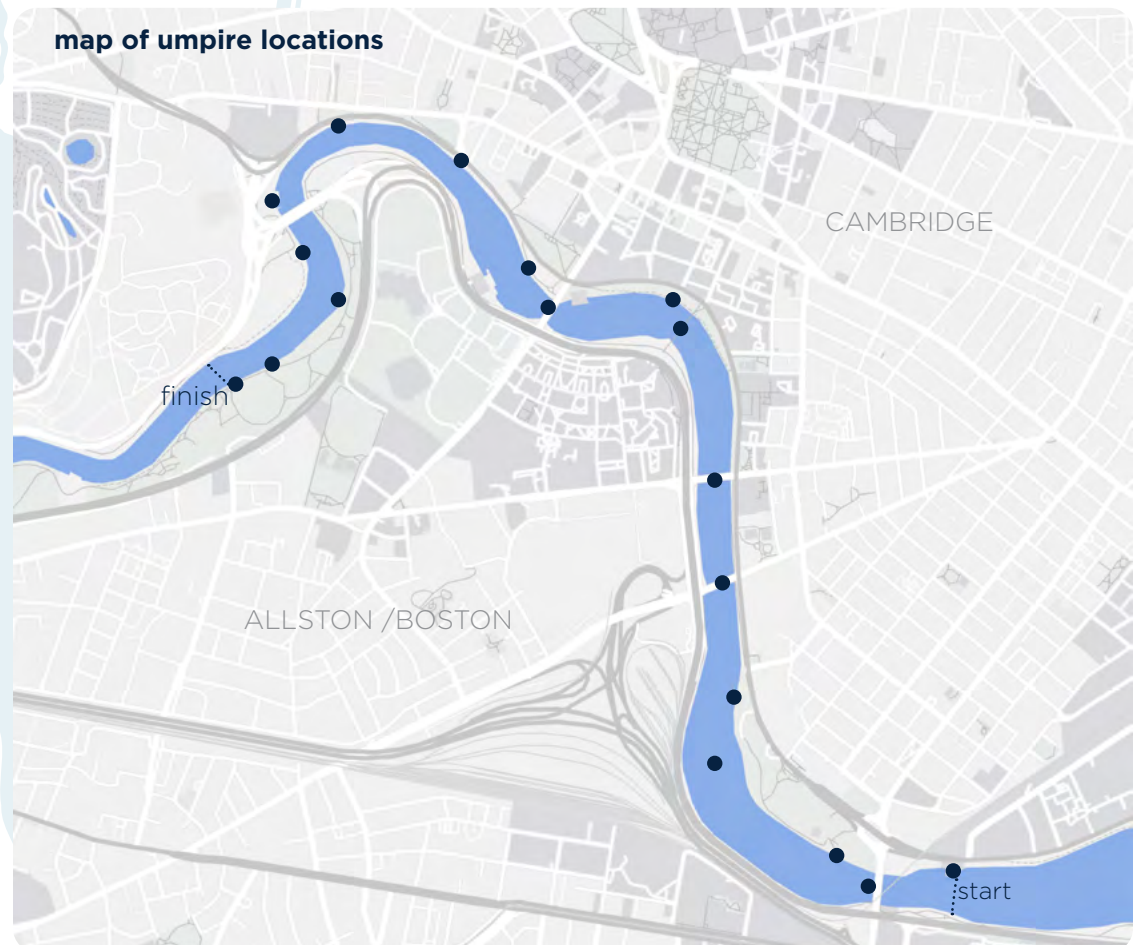 map of umpire locations
CAMBRIDGE
finish
ALLSTON /BOSTON
start